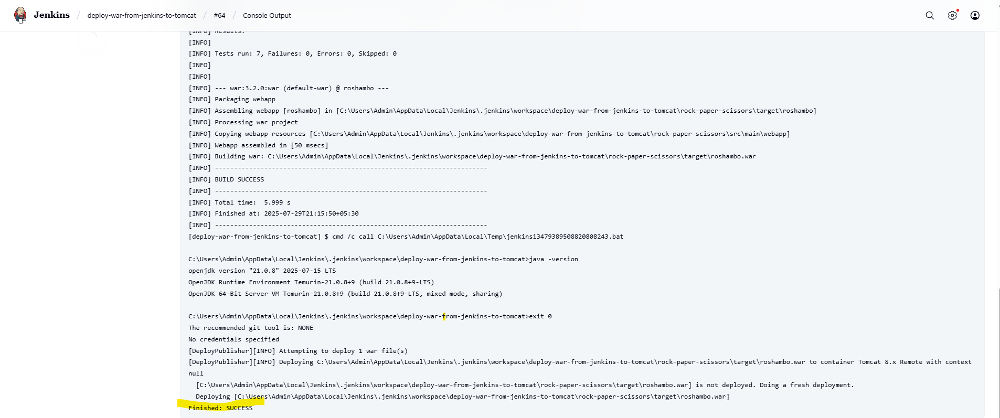 Jenkins / deploy-war-from-jenkins-to-tomcat / #64 / Console Output
[INFO] Results:
[INFO]
[INFO] Tests run: 7, Failures: 0, Errors: 0, Skipped: 0
[INFO]
[INFO]
[INFO] --- war:3.2.0:war (default-war) @ roshambo ---
[INFO] Packaging webapp
[INFO] Assembling webapp [roshambo] in [C:\Users\Admin\AppData\Local\Jenkins\.jenkins\workspace\deploy-war-from-jenkins-to-tomcat\rock-paper-scissors\target\roshambo]
[INFO] Processing war project
[INFO] Copying webapp resources [C:\Users\Admin\AppData\Local\Jenkins\.jenkins\workspace\deploy-war-from-jenkins-to-tomcat\rock-paper-scissors\src\main\webapp]
[INFO] Webapp assembled in [50 msecs]
[INFO] Building war: C:\Users\Admin\AppData\Local\Jenkins\.jenkins\workspace\deploy-war-from-jenkins-to-tomcat\rock-paper-scissors\target\roshambo.war
[INFO] ------------------------------------------------------------------------
[INFO] BUILD SUCCESS
[INFO] ------------------------------------------------------------------------
[INFO] Total time:  5.999 s
[INFO] Finished at: 2025-07-29T21:15:50+05:30
[INFO] ------------------------------------------------------------------------
[deploy-war-from-jenkins-to-tomcat] $ cmd /c call C:\Users\Admin\AppData\Local\Temp\jenkins13479389508820808243.bat
C:\Users\Admin\AppData\Local\Jenkins\.jenkins\workspace\deploy-war-from-jenkins-to-tomcat>java -version
openjdk version "21.0.8" 2025-07-15 LTS
OpenJDK Runtime Environment Temurin-21.0.8+9 (build 21.0.8+9-LTS)
OpenJDK 64-Bit Server VM Temurin-21.0.8+9 (build 21.0.8+9-LTS, mixed mode, sharing)
C:\Users\Admin\AppData\Local\Jenkins\.jenkins\workspace\deploy-war-from-jenkins-to-tomcat>exit 0
The recommended git tool is: NONE
No credentials specified
[DeployPublisher][INFO] Attempting to deploy 1 war file(s)
[DeployPublisher][INFO] Deploying C:\Users\Admin\AppData\Local\Jenkins\.jenkins\workspace\deploy-war-from-jenkins-to-tomcat\rock-paper-scissors\target\roshambo.war to container Tomcat 8.x Remote with context
null
[C:\Users\Admin\AppData\Local\Jenkins\.jenkins\workspace\deploy-war-from-jenkins-to-tomcat\rock-paper-scissors\target\roshambo.war] is not deployed. Doing a fresh deployment.
Deploying [C:\Users\Admin\AppData\Local\Jenkins\.jenkins\workspace\deploy-war-from-jenkins-to-tomcat\rock-paper-scissors\target\roshambo.war]
Finished: SUCCESS